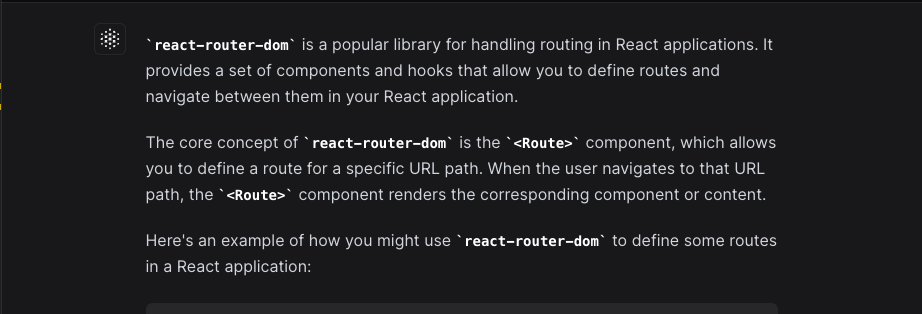 `react-router-dom` is a popular library for handling routing in React applications. It
provides a set of components and hooks that allow you to define routes and
navigate between them in your React application.
The core concept of `react-router-dom` is the `<Route>` component, which allows
you to define a route for a specific URL path. When the user navigates to that URL
path, the `<Route>` component renders the corresponding component or content.
Here's an example of how you might use `react-router-dom` to define some routes
in a React application: